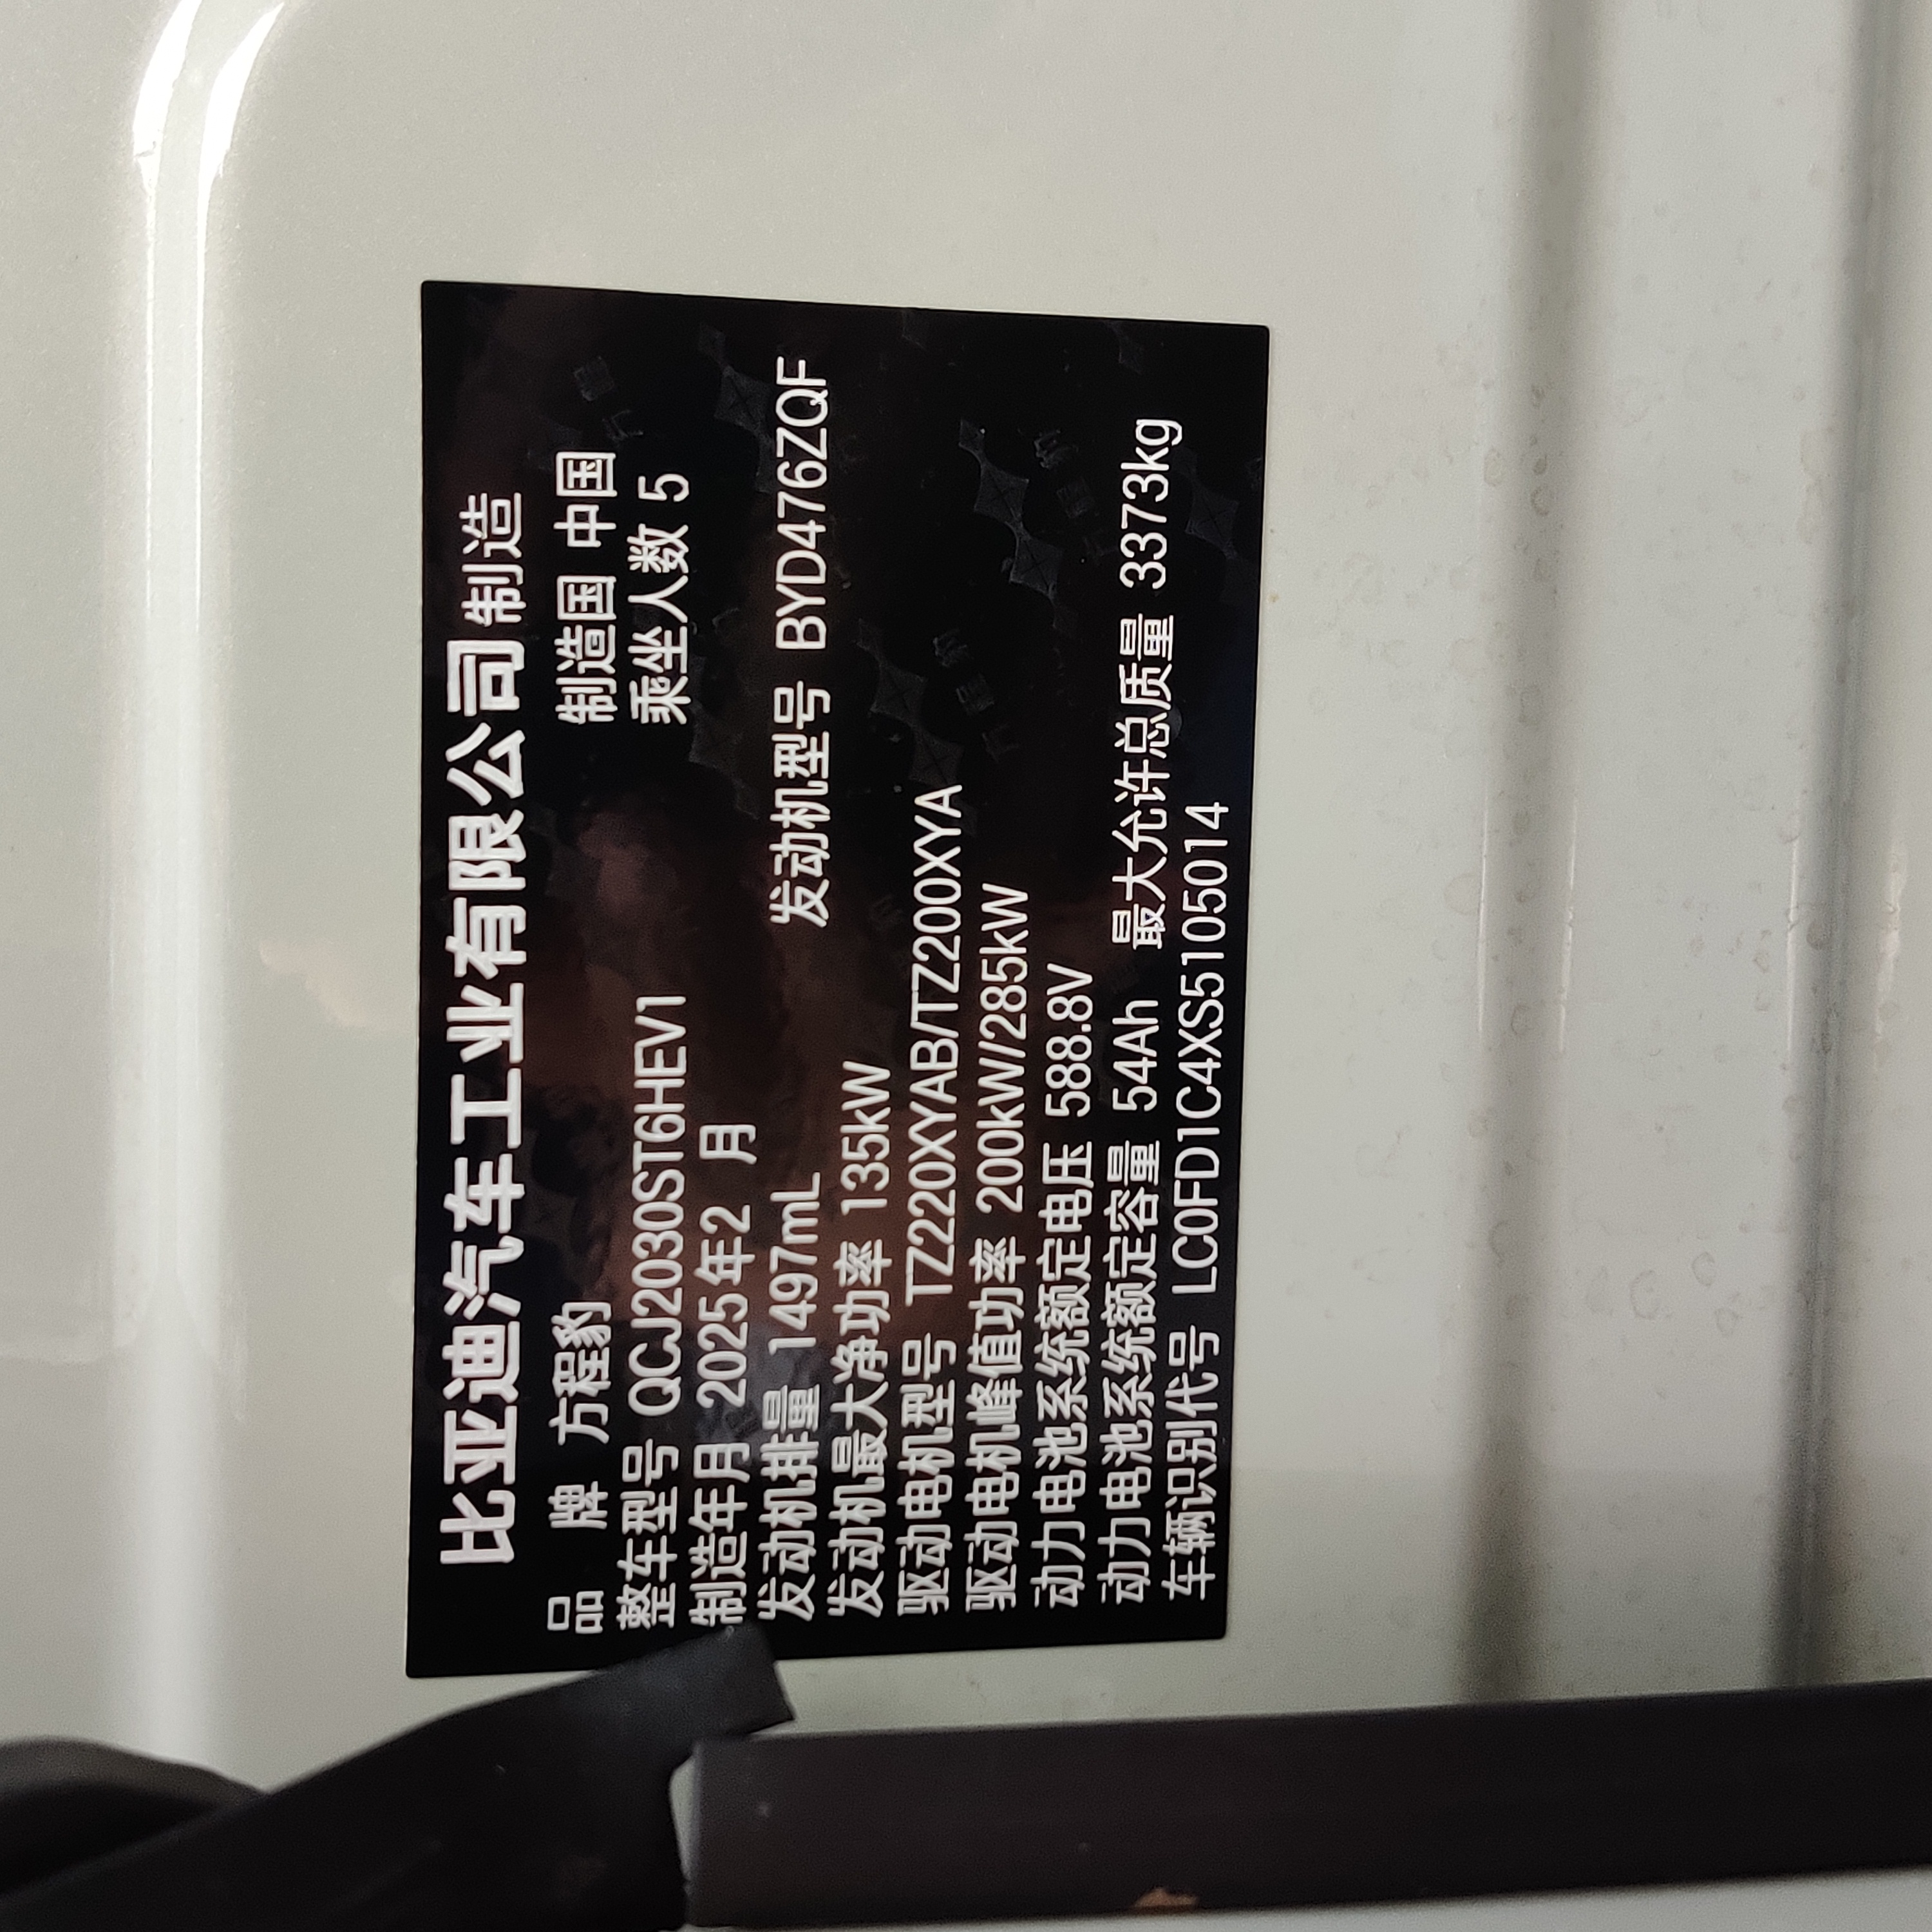 比亚迪汽车工业有限公司 制造
品 牌 方程豹 制造国 中国
整车型号 QCJ2030ST6HEV1 乘坐人数 5
制造年月 2025年2 月
发动机排量 1497mL 发动机型号 BYD476ZQF
发动机最大净功率 135kW
驱动电机型号 TZ220XYAB/TZ200XYA
驱动电机峰值功率 200kW/285kW
动力电池系统额定电压 588.8V
动力电池系统额定容量 54Ah 最大允许总质量 3373kg
车辆识别代号 LC0FD1C4XS5105014